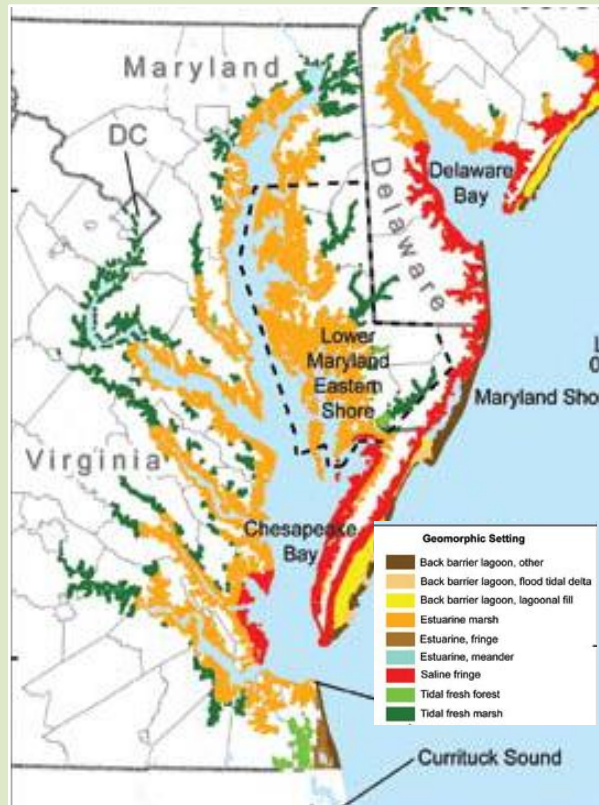 Maryland
DC
Delaware
Bay
Delaware
Lower
Maryland
Eastern
Shore
Maryland Sho
L
0
Virginia
Chesapeake
Bay
Geomorphic Setting
Back barrier lagoon, other
Back barrier lagoon, flood tidal delta
Back barrier lagoon, lagoonal fill
Estuarine marsh
Estuarine, fringe
Estuarine, meander
Saline fringe
Tidal fresh forest
Tidal fresh marsh
Currituck Sound